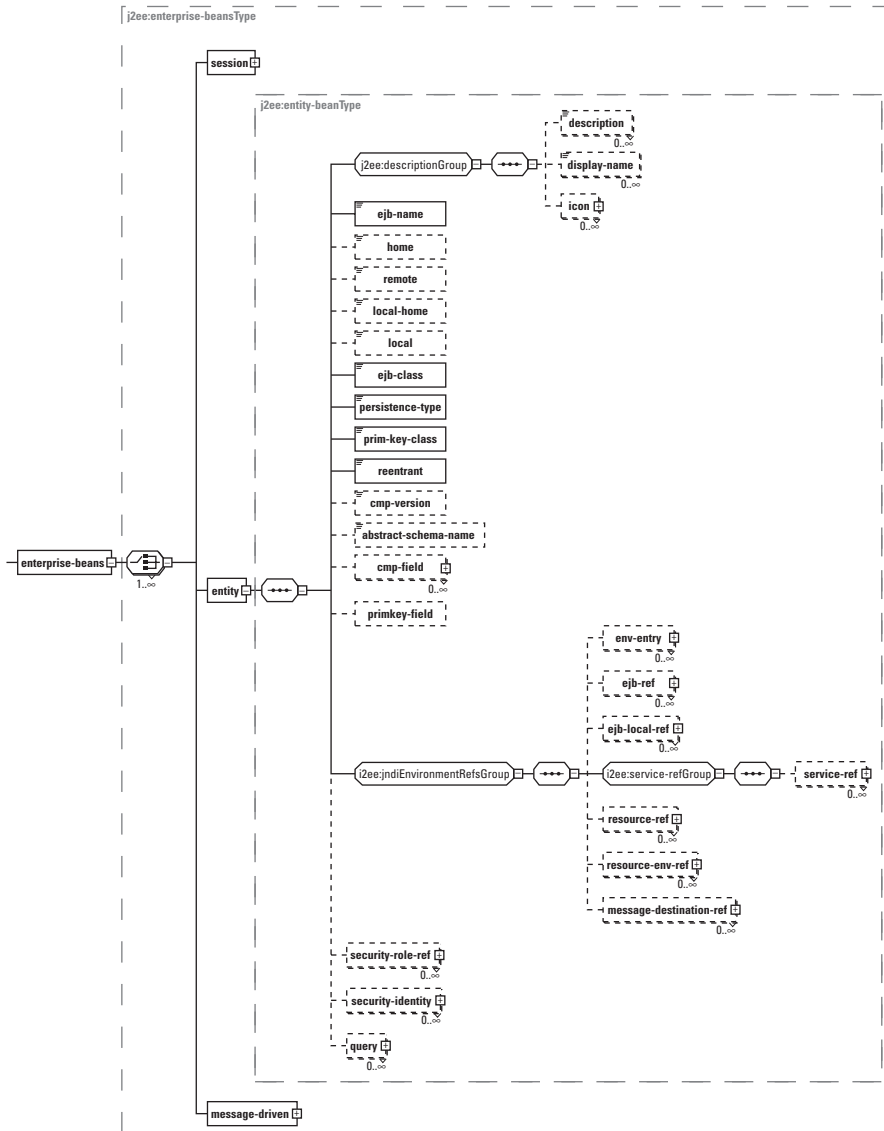 j2ee:enterprise-beansType
session
j2ee:entity-beanType
description
0..∞
j2ee:descriptionGroup
display-name
0..∞
icon
0..∞
ejb-name
home
remote
local-home
local
ejb-class
persistence-type
prim-key-class
reentrant
cmp-version
abstract-schema-name
enterprise-beans
1..∞
entity
cmp-field
0..∞
primkey-field
env-entry
0..∞
ejb-ref
0..∞
ejb-local-ref
0..∞
i2ee:jndiEnvironmentRefsGroup
i2ee:service-refGroup
service-ref
0..∞
resource-ref
0..∞
resource-env-ref
0..∞
message-destination-ref
0..∞
security-role-ref
0..∞
security-identity
0..∞
query
0..∞
message-driven